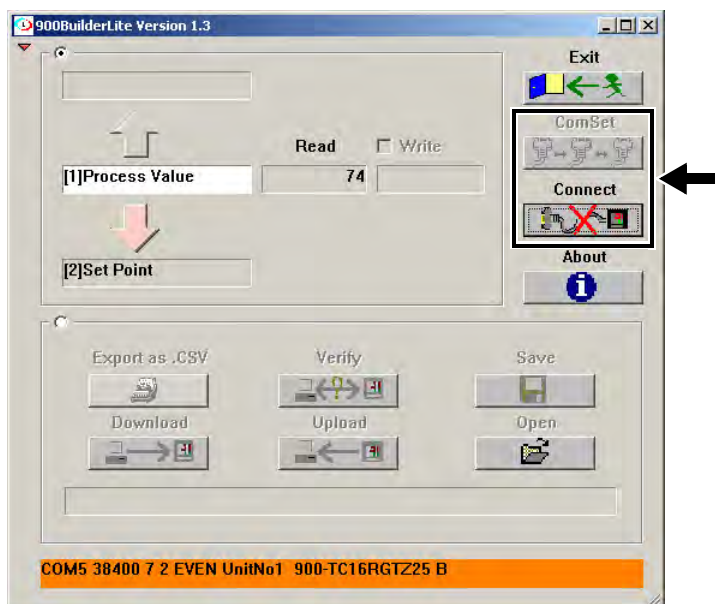 900BuilderLite Version 1.3
Exit
ComSet
Read Write
[1]Process Value 74
Connect
[2]Set Point
About
Export as .CSV Verify Save
Download Upload Open
COM5 38400 7 2 EVEN UnitNo1 900-TC16RGTZ25 B